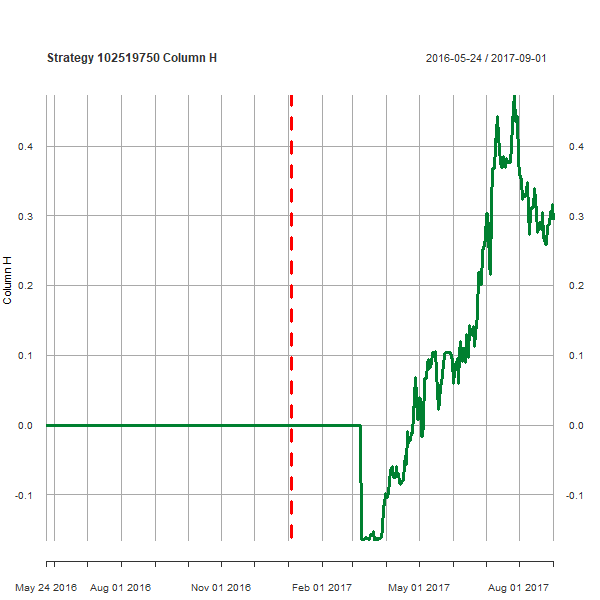 Strategy 102519750 Column H
2016-05-24 / 2017-09-01
0.4
0.4
0.3
0.3
0.2
0.2
0.1
0.1
0.0
0.0
-0.1
-0.1
Column H
May 24 2016
Aug 01 2016
Nov 01 2016
Feb 01 2017
May 01 2017
Aug 01 2017